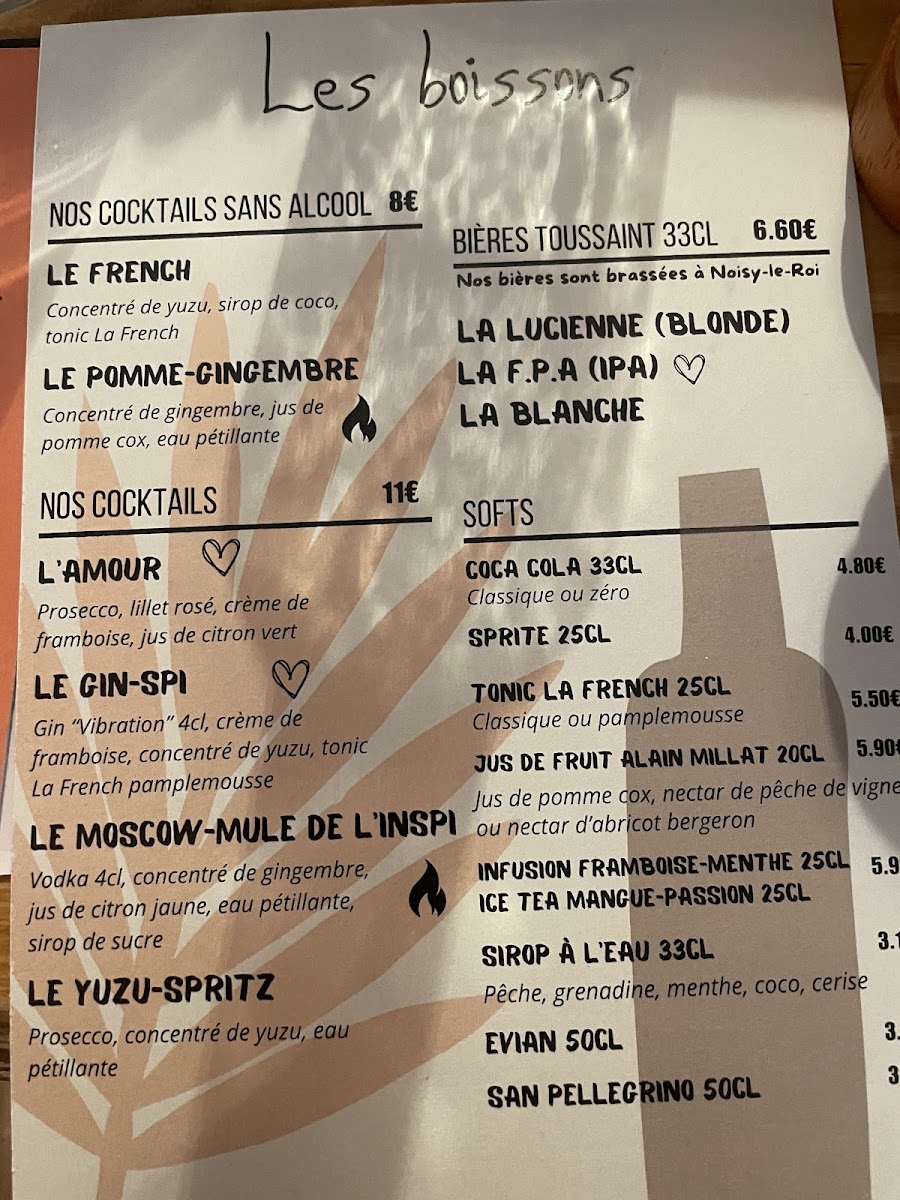 Les boissons
NOS COCKTAILS SANS ALCOOL 8€
LE FRENCH
Concentré de yuzu, sirop de coco,
tonic La French
LE POMME-GINGEMBRE
Concentré de gingembre, jus de
pomme cox, eau pétillante
NOS COCKTAILS 11€
L'AMOUR
Prosecco, lillet rosé, crème de
framboise, jus de citron vert
LE GIN-SPI
Gin “Vibration” 4cl, crème de
framboise, concentré de yuzu, tonic
La French pamplemousse
LE MOSCOW-MULE DE L'INSPI
Vodka 4cl, concentré de gingembre,
jus de citron jaune, eau pétillante,
sirop de sucre
LE YUZU-SPRITZ
Prosecco, concentré de yuzu, eau
pétillante
BIÈRES TOUSSAINT 33CL 6.60€
Nos bières sont brassées à Noisy-le-Roi
LA LUCIENNE (BLONDE)
LA F.P.A (IPA)
LA BLANCHE
SOFTS
COCA COLA 33CL 4.80€
Classique ou zéro
SPRITE 25CL 4.00€
TONIC LA FRENCH 25CL 5.50€
Classique ou pamplemousse
JUS DE FRUIT ALAIN MILLAT 20CL 5.90€
Jus de pomme cox, nectar de pêche de vigne
ou nectar d'abricot bergeron
INFUSION FRAMBOISE-MENTHE 25CL
ICE TEA MANGUE-PASSION 25CL
SIROP À L'EAU 33CL
Pêche, grenadine, menthe, coco, cerise
EVIAN 50CL
SAN PELLEGRINO 50CL